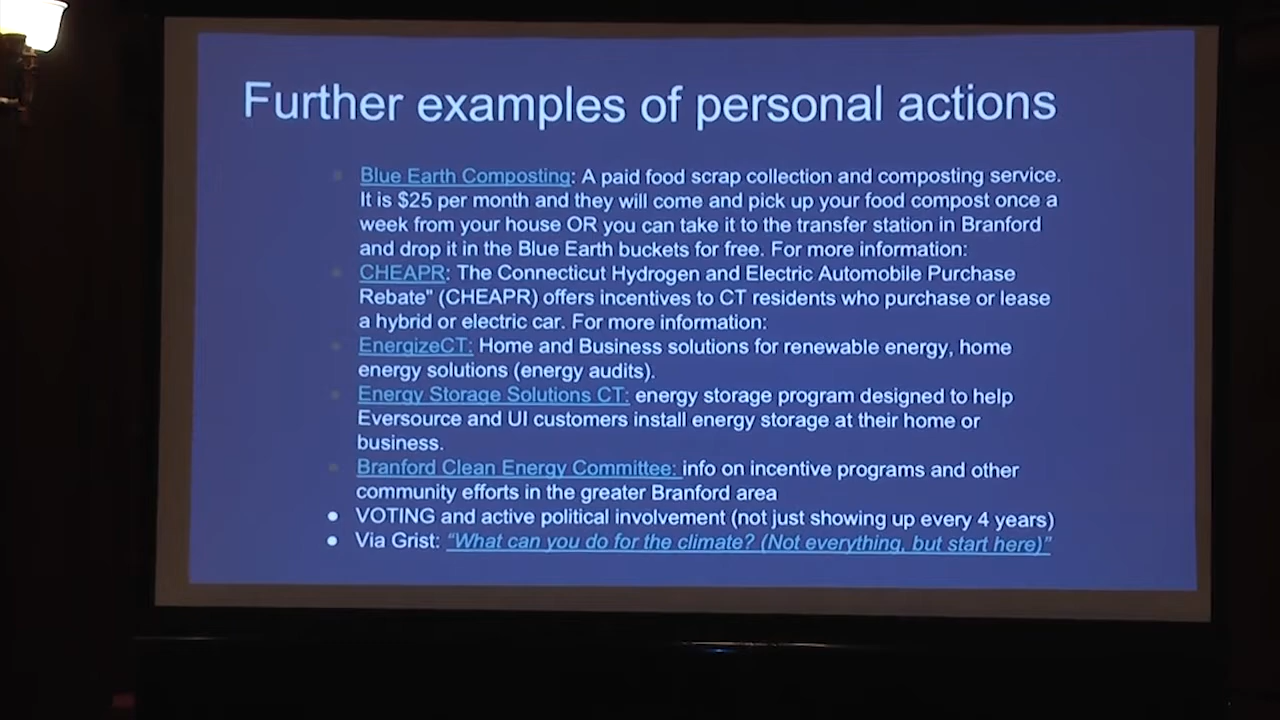 Further examples of personal actions
Blue Earth Composting: A paid food scrap collection and composting service.
It is $25 per month and they will come and pick up your food compost once a
week from your house OR you can take it to the transfer station in Branford
and drop it in the Blue Earth buckets for free. For more information:
CHEAPR: The Connecticut Hydrogen and Electric Automobile Purchase
Rebate" (CHEAPR) offers incentives to CT residents who purchase or lease
a hybrid or electric car. For more information:
EnergizeCT: Home and Business solutions for renewable energy, home
energy solutions (energy audits).
Energy Storage Solutions CT: energy storage program designed to help
Eversource and UI customers install energy storage at their home or
business.
Branford Clean Energy Committee: info on incentive programs and other
community efforts in the greater Branford area
• VOTING and active political involvement (not just showing up every 4 years)
• Via Grist: “What can you do for the climate? (Not everything, but start here)”